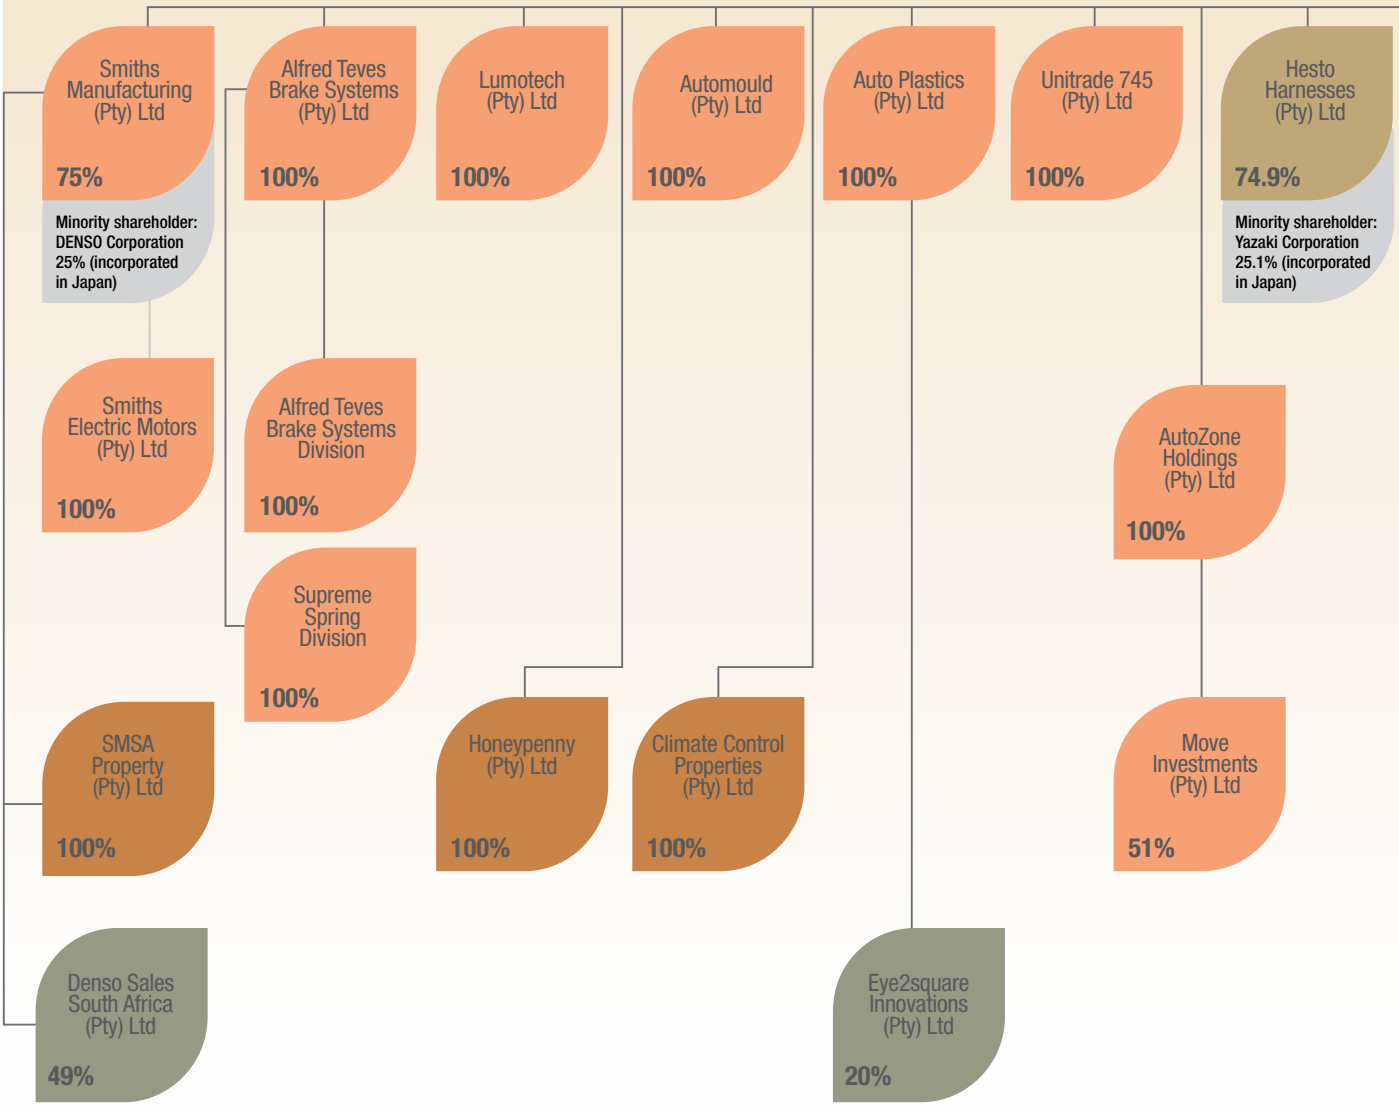 Smiths
Manufacturing
(Pty) Ltd
75%
Minority shareholder:
DENSO Corporation
25% (incorporated
in Japan)
Alfred Teves
Brake Systems
(Pty) Ltd
100%
Lumotech
(Pty) Ltd
100%
Automould
(Pty) Ltd
100%
Auto Plastics
(Pty) Ltd
100%
Unitrade 745
(Pty) Ltd
100%
Hesto
Harnesses
(Pty) Ltd
74.9%
Minority shareholder:
Yazaki Corporation
25.1% (incorporated
in Japan)
Smiths
Electric Motors
(Pty) Ltd
100%
Alfred Teves
Brake Systems
Division
100%
AutoZone
Holdings
(Pty) Ltd
100%
Supreme
Spring
Division
100%
SMSA
Property
(Pty) Ltd
100%
Honeypenny
(Pty) Ltd
100%
Climate Control
Properties
(Pty) Ltd
100%
Move
Investments
(Pty) Ltd
51%
Denso Sales
South Africa
(Pty) Ltd
49%
Eye2square
Innovations
(Pty) Ltd
20%